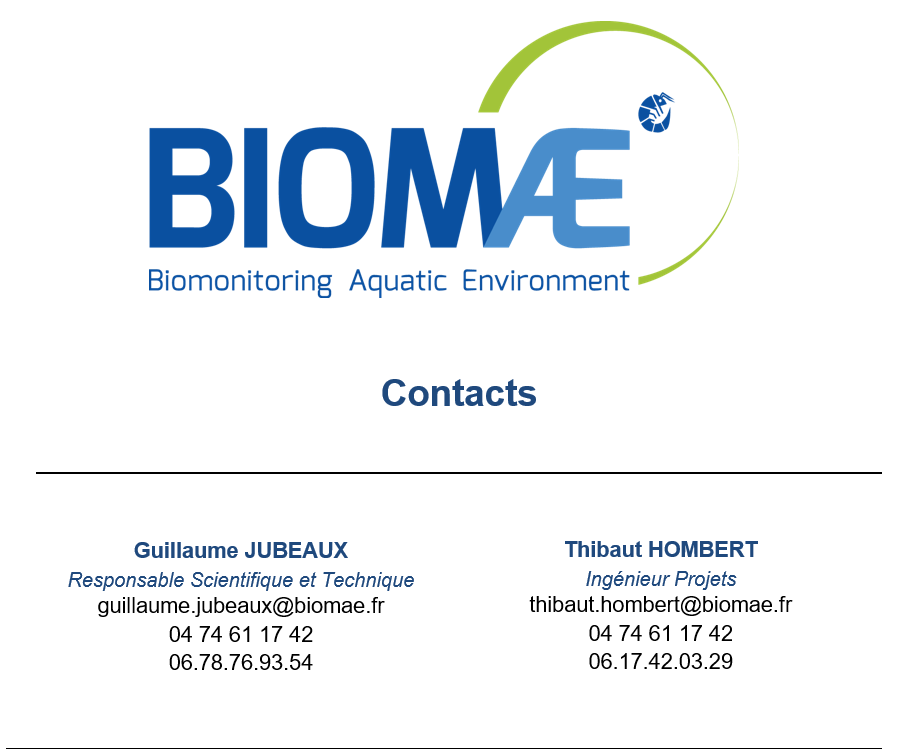 BIOMÆ
Biomonitoring Aquatic Environment
Contacts
Guillaume JUBEAUX
Responsable Scientifique et Technique
guillaume.jubeaux@biomae.fr
04 74 61 17 42
06.78.76.93.54
Thibaut HOMBERT
Ingénieur Projets
thibaut.hombert@biomae.fr
04 74 61 17 42
06.17.42.03.29